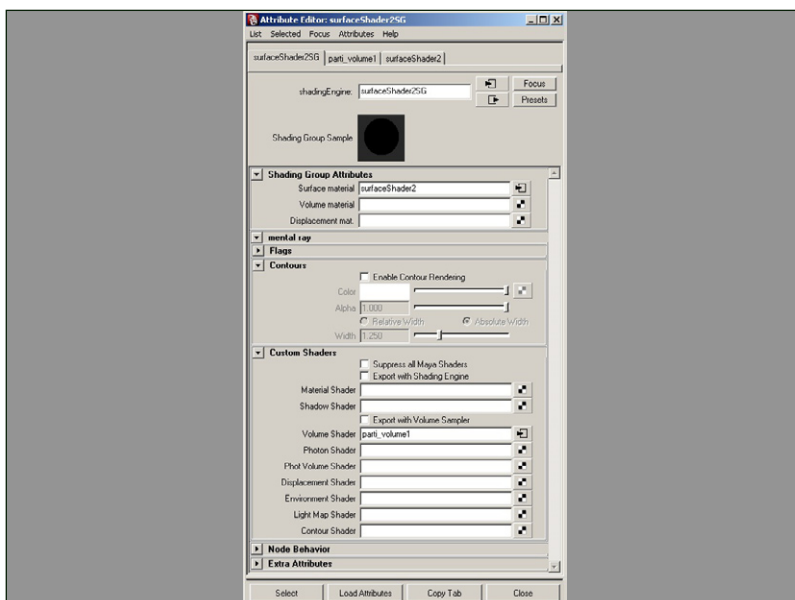 Attribute Editor: surfaceShader2SG
List Selected Focus Attributes Help
surfaceShader2SG parti_volume1 surfaceShader2
shadingEngine: surfaceShader2SG
Focus
Presets
Shading Group Sample
Shading Group Attributes
Surface material surfaceShader2
Volume material
Displacement mat.
mental ray
Flags
Contours
Enable Contour Rendering
Color
Alpha 1.000
Relative Width Absolute Width
Width 1.250
Custom Shaders
Suppress all Maya Shaders
Export with Shading Engine
Material Shader
Shadow Shader
Export with Volume Sampler
Volume Shader parti_volume1
Photon Shader
Phot Volume Shader
Displacement Shader
Environment Shader
Light Map Shader
Contour Shader
Node Behavior
Extra Attributes
Select Load Attributes Copy Tab Close